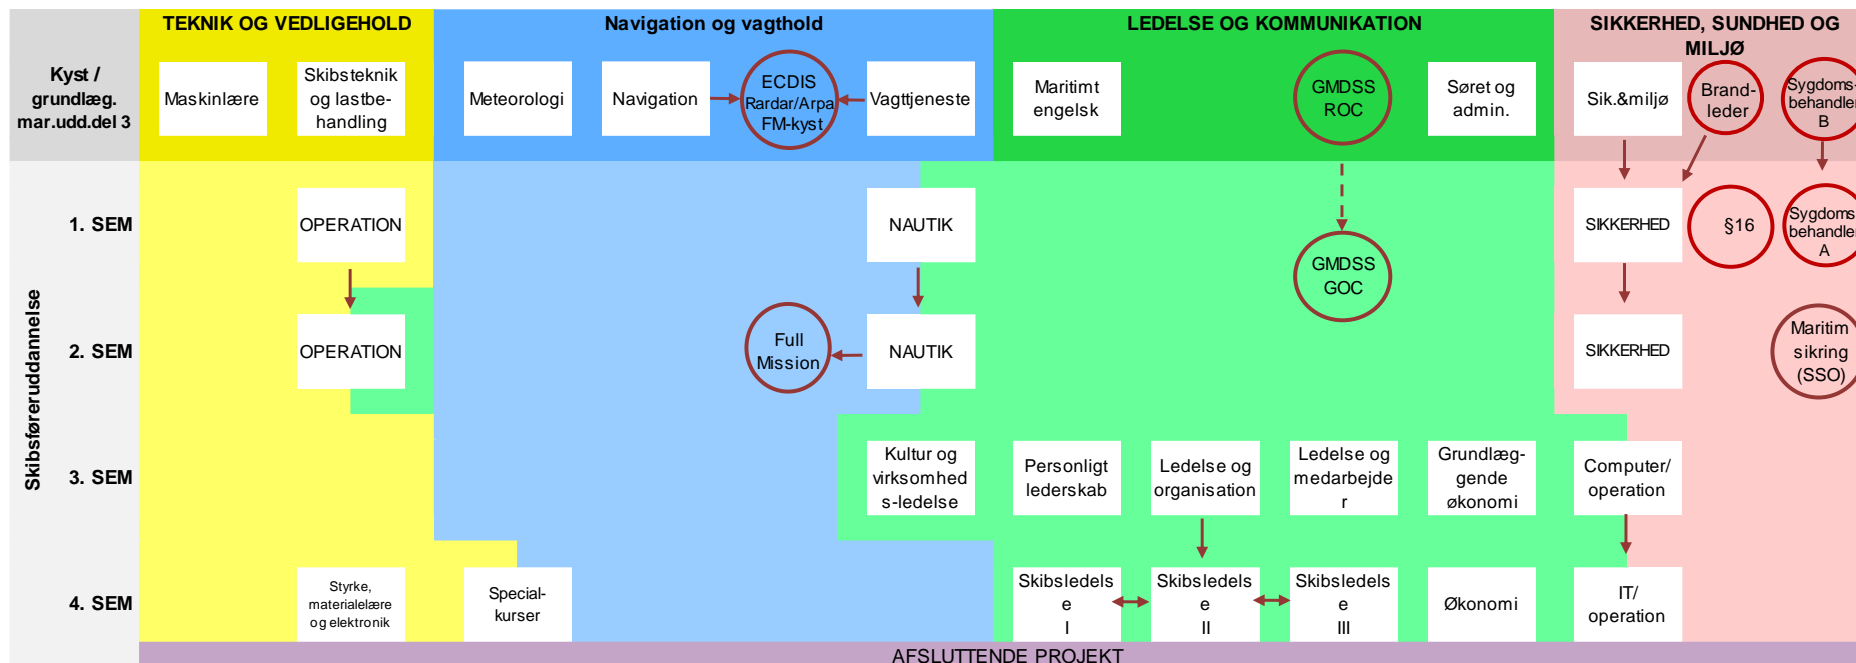 TEKNIK OG VEDLIGEHOLD
Navigation og vagthold
LEDELSE OG KOMMUNIKATION
SIKKERHED, SUNDHED OG
MILJØ
Kyst /
grundlæg.
mar.udd.del 3
Maskinlære
Skibsteknik
og lastbe-
handling
Meteorologi
Navigation
ECDIS
Rardar/Arpa
FM-kyst
Vagttjeneste
Maritimt
engelsk
GMDSS
ROC
Søret og
admin.
Sik.&miljø
Brand-
leder
Sygdoms-
behandler
B
Skibsføreruddannelse
1. SEM
OPERATION
NAUTIK
GMDSS
GOC
SIKKERHED
§16
Sygdoms-
behandler
A
2. SEM
OPERATION
Full
Mission
NAUTIK
SIKKERHED
Maritim
sikring
(SSO)
3. SEM
Kultur og
virksomhed
s-ledelse
Personligt
lederskab
Ledelse og
organisation
Ledelse og
medarbejde
r
Grundlæg-
gende
økonomi
Computer/
operation
4. SEM
Styrke,
materialelære
og elektronik
Special-
kurser
Skibsledels
e
I
Skibsledels
e
II
Skibsledels
e
III
Økonomi
IT/
operation
AFSLUTTENDE PROJEKT